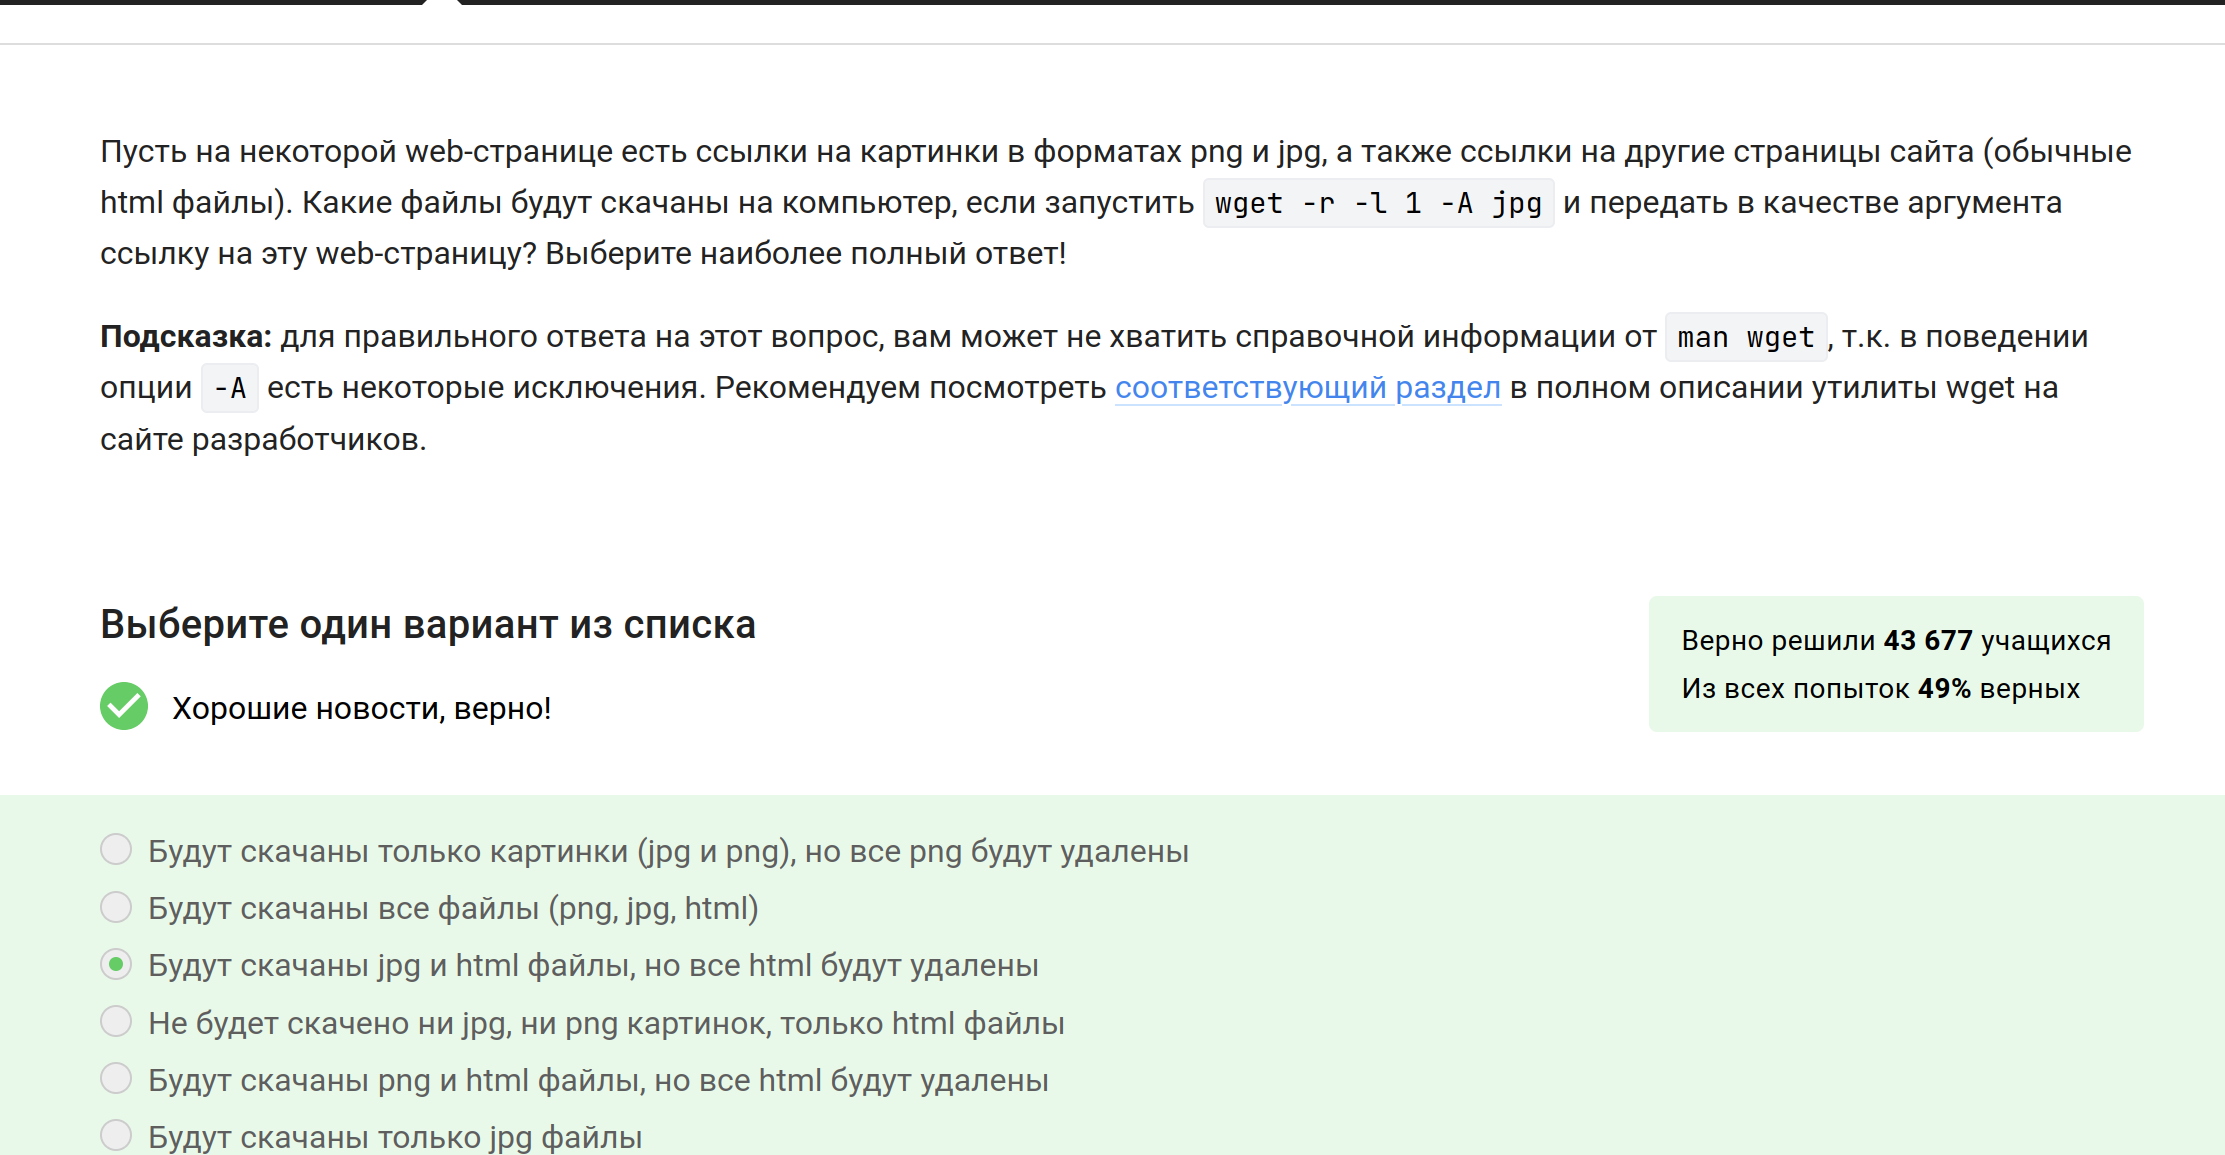 Пусть на некоторой web-странице есть ссылки на картинки в форматах png и jpg, а также ссылки на другие страницы сайта (обычные
html файлы). Какие файлы будут скачаны на компьютер, если запустить wget -r -l 1 -A jpg и передать в качестве аргумента
ссылку на эту web-страницу? Выберите наиболее полный ответ!
Подсказка: для правильного ответа на этот вопрос, вам может не хватить справочной информации от man wget, т.к. в поведении
опции -A есть некоторые исключения. Рекомендуем посмотреть соответствующий раздел в полном описании утилиты wget на
сайте разработчиков.
Выберите один вариант из списка
Хорошие новости, верно!
Верно решили 43 677 учащихся
Из всех попыток 49% верных
Будут скачаны только картинки (jpg и png), но все png будут удалены
Будут скачаны все файлы (png, jpg, html)
Будут скачаны jpg и html файлы, но все html будут удалены
Не будет скачено ни jpg, ни png картинок, только html файлы
Будут скачаны png и html файлы, но все html будут удалены
Будут скачаны только jpg файлы